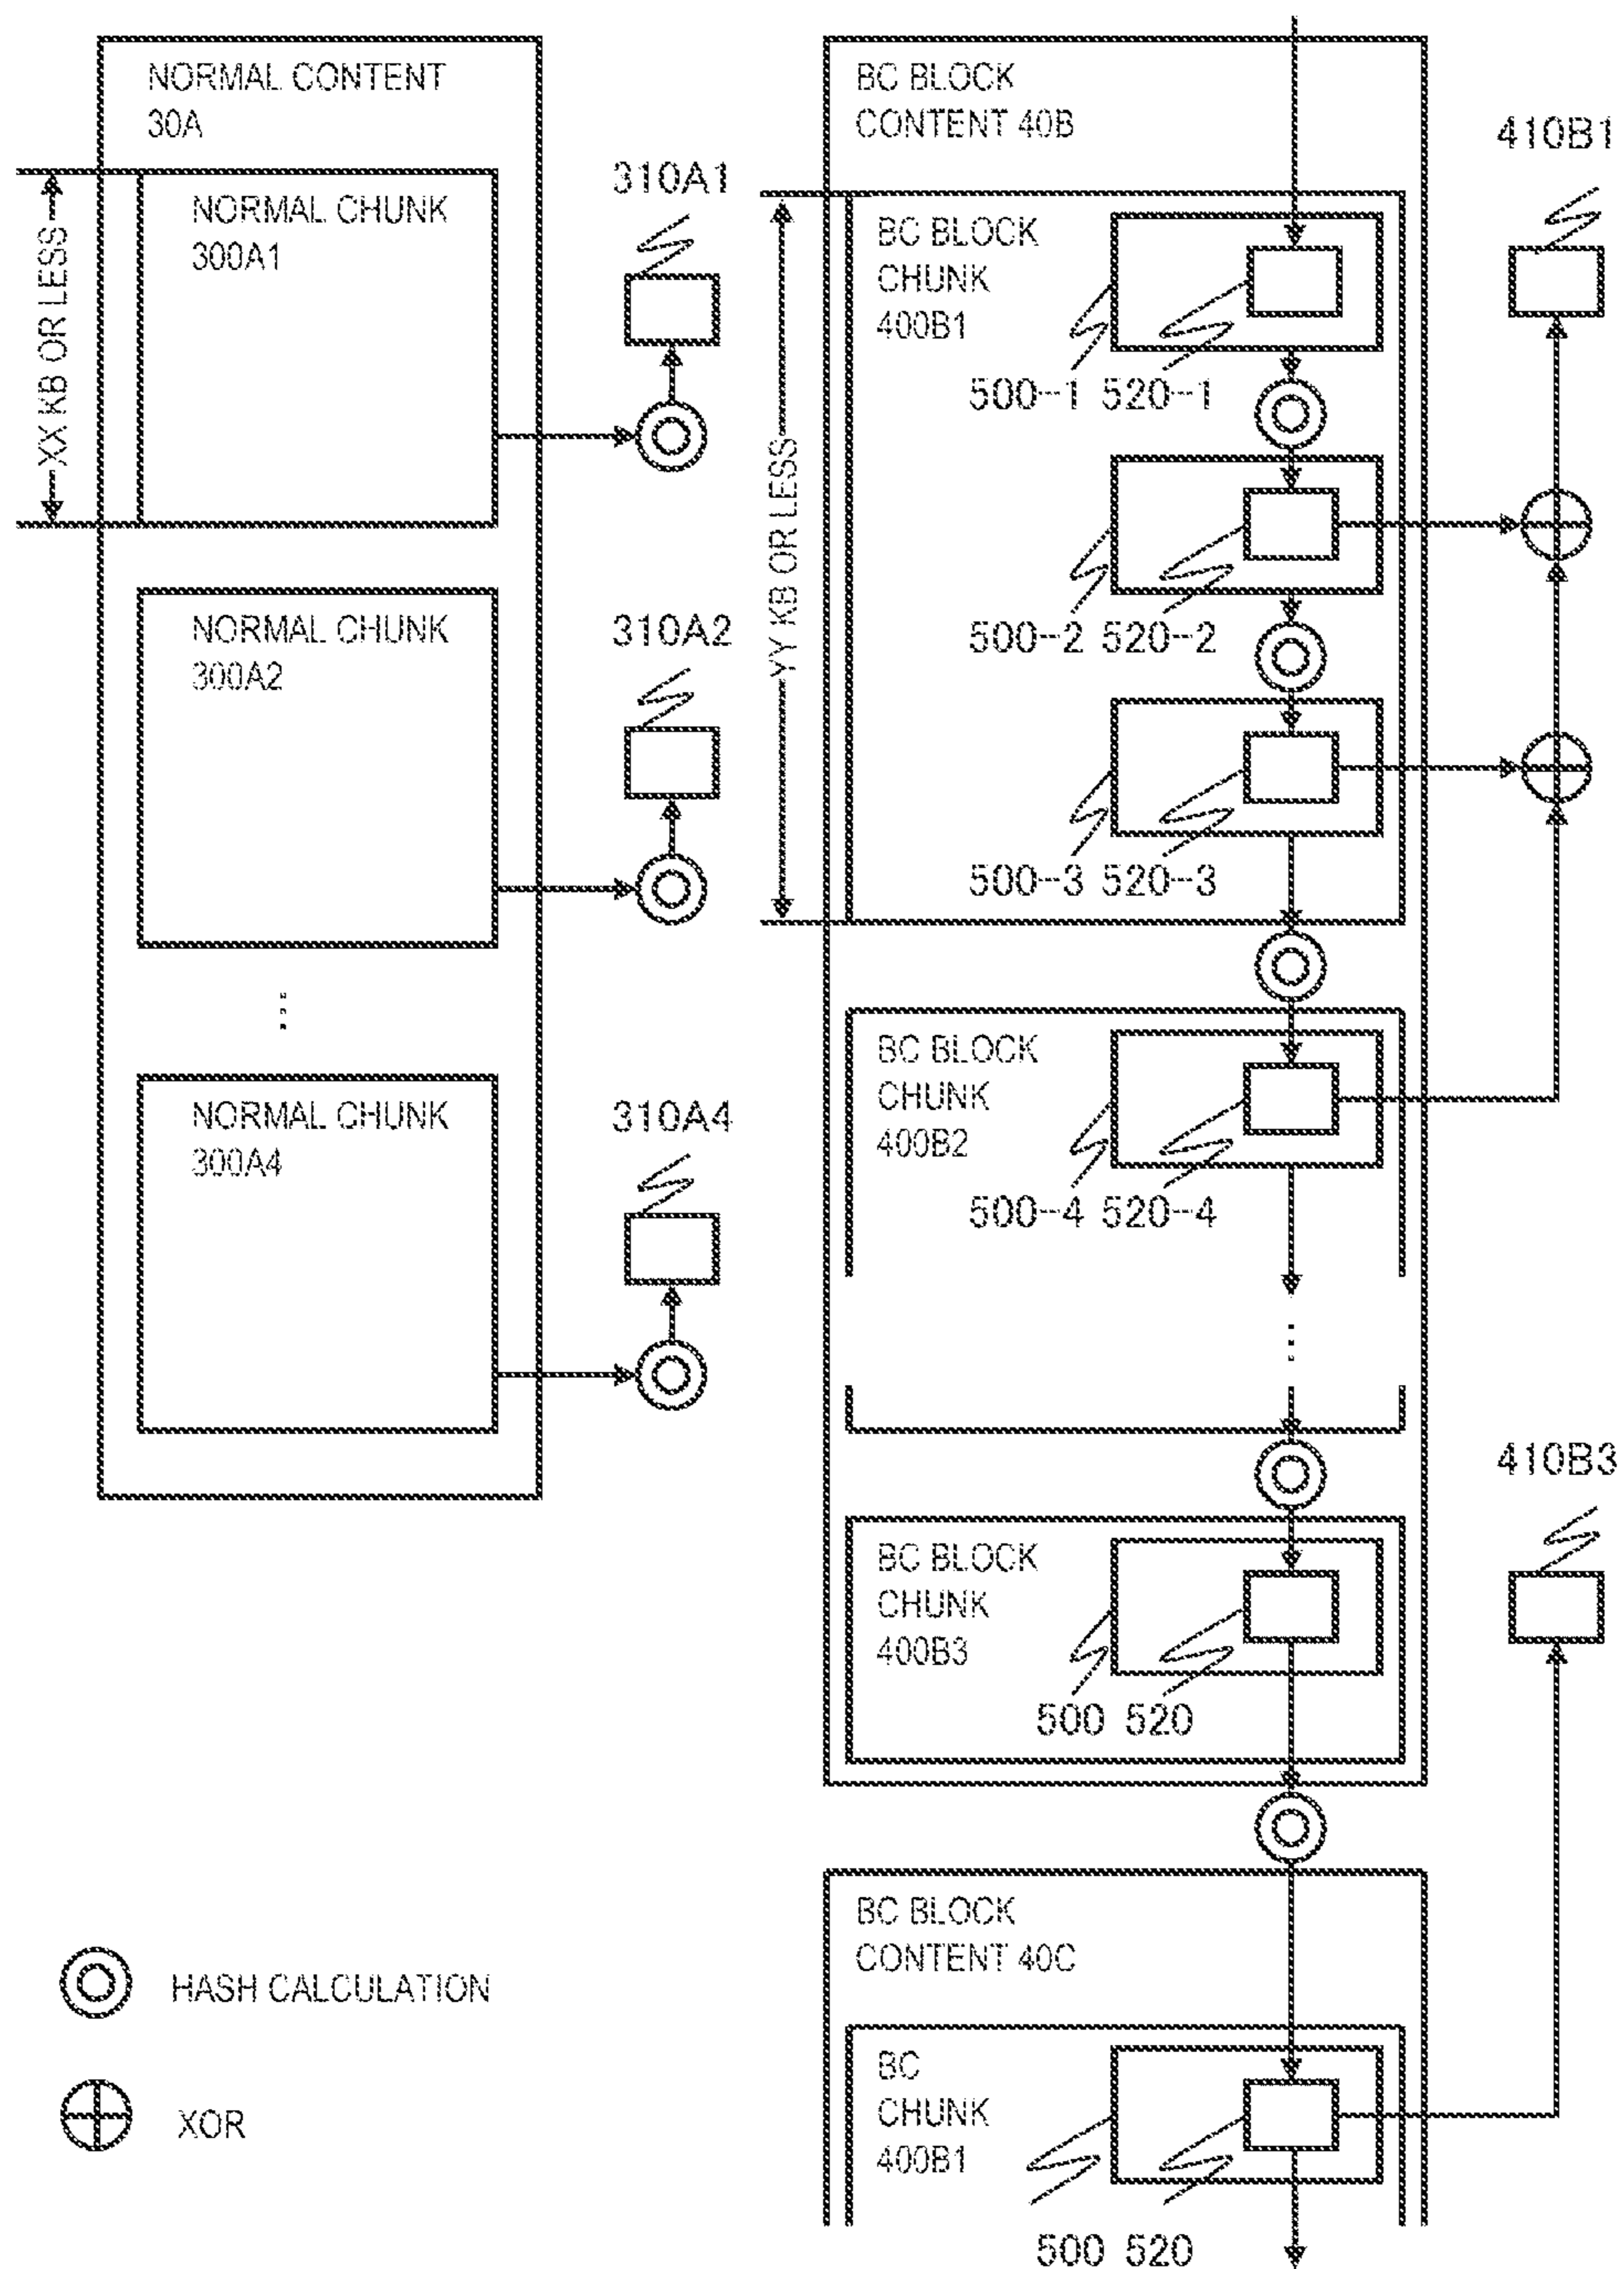 NORMAL CONTENT
30A
XX KB OR LESS
NORMAL CHUNK
300A1
310A1
NORMAL CHUNK
300A2
310A2
⋮
NORMAL CHUNK
300A4
310A4
BC BLOCK
CONTENT 40B
410B1
YY KB OR LESS
BC BLOCK
CHUNK
400B1
500-1 520-1
500-2 520-2
500-3 520-3
BC BLOCK
CHUNK
400B2
500-4 520-4
⋮
410B3
BC BLOCK
CHUNK
400B3
500 520
BC BLOCK
CONTENT 40C
BC
CHUNK
400B1
500 520
HASH CALCULATION
XOR